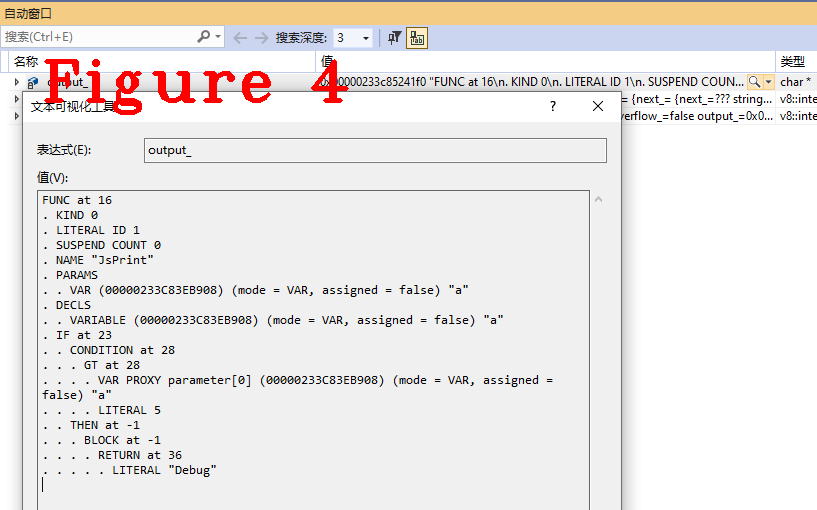 自动窗口
搜索(Ctrl+E) 搜索深度: 3
名称 值 类型
output_ 0x00000233c85241f0 "FUNC at 16\n. KIND 0\n. LITERAL ID 1\n. SUSPEND COUN... char *
Figure 4
= {next_= {next_=??? string... v8::inte
verflow_=false output_=0x0... v8::inte
文本可视化工具 ? ×
表达式(E): output_
值(V):
FUNC at 16
. KIND 0
. LITERAL ID 1
. SUSPEND COUNT 0
. NAME "JsPrint"
. PARAMS
. . VAR (00000233C83EB908) (mode = VAR, assigned = false) "a"
. DECLS
. . VARIABLE (00000233C83EB908) (mode = VAR, assigned = false) "a"
. IF at 23
. . CONDITION at 28
. . . GT at 28
. . . . VAR PROXY parameter[0] (00000233C83EB908) (mode = VAR, assigned =
false) "a"
. . . . LITERAL 5
. . THEN at -1
. . . BLOCK at -1
. . . . RETURN at 36
. . . . . LITERAL "Debug"